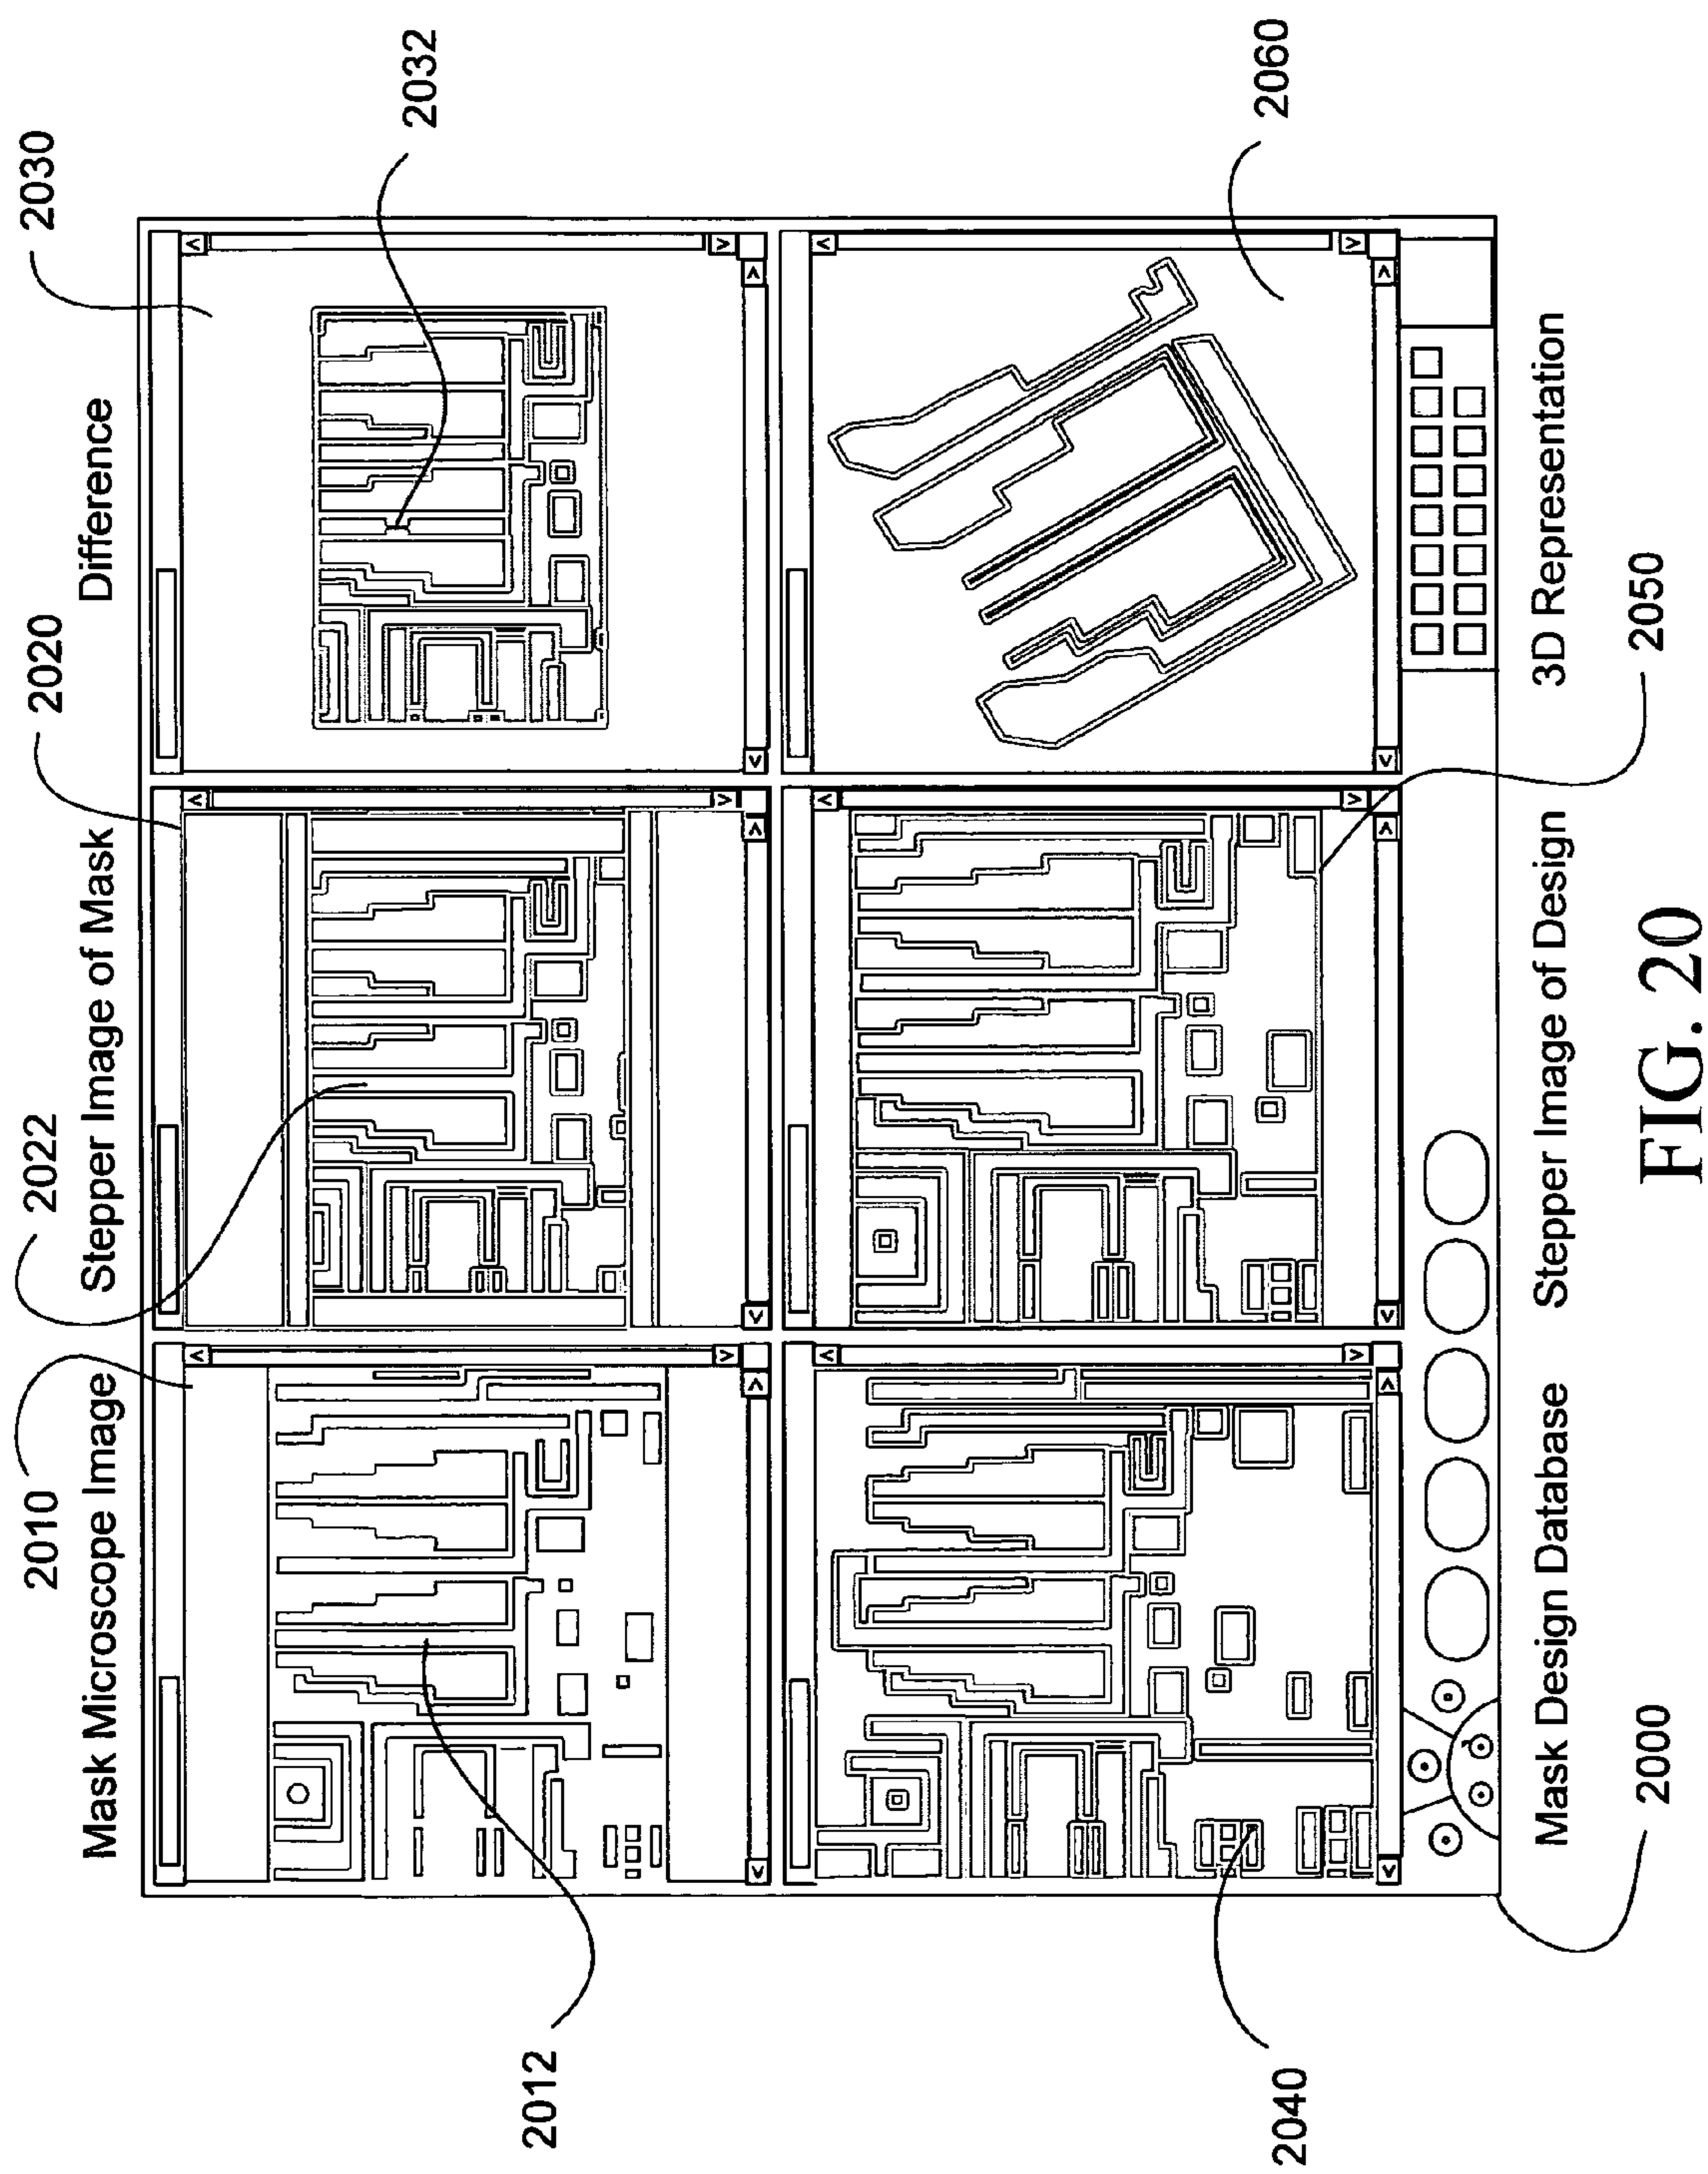 2010
2022
2020
2030
2032
Mask Microscope Image
Stepper Image of Mask
Difference
2012
2040
2060
Mask Design Database
Stepper Image of Design
3D Representation
2000
2050
FIG. 20